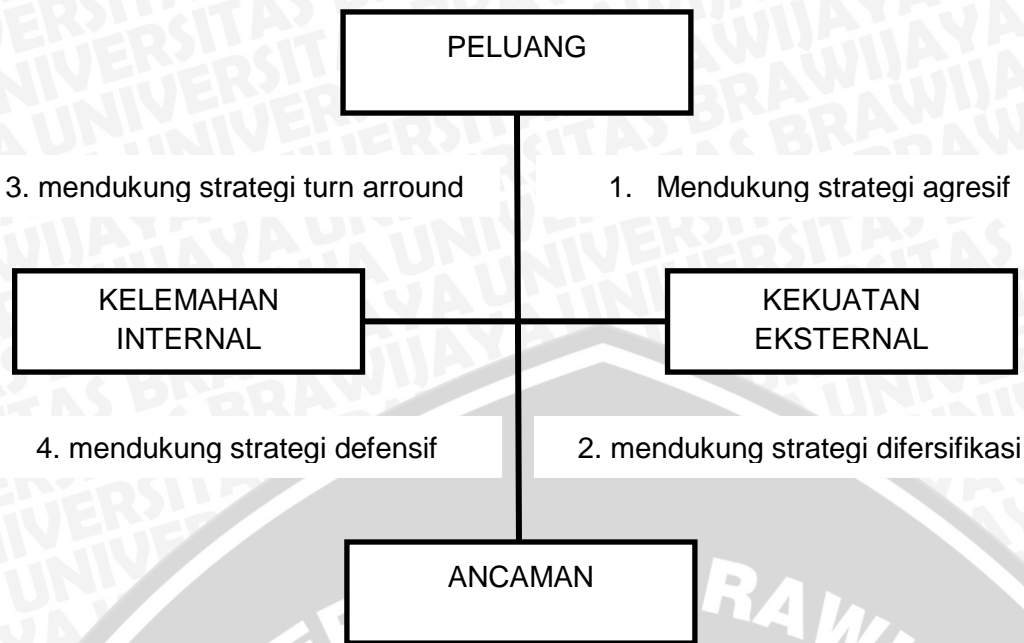 PELUANG
3. mendukung strategi turn arround
1. Mendukung strategi agresif
KELEMAHAN
INTERNAL
KEKUATAN
EKSTERNAL
4. mendukung strategi defensif
2. mendukung strategi difersifikasi
ANCAMAN